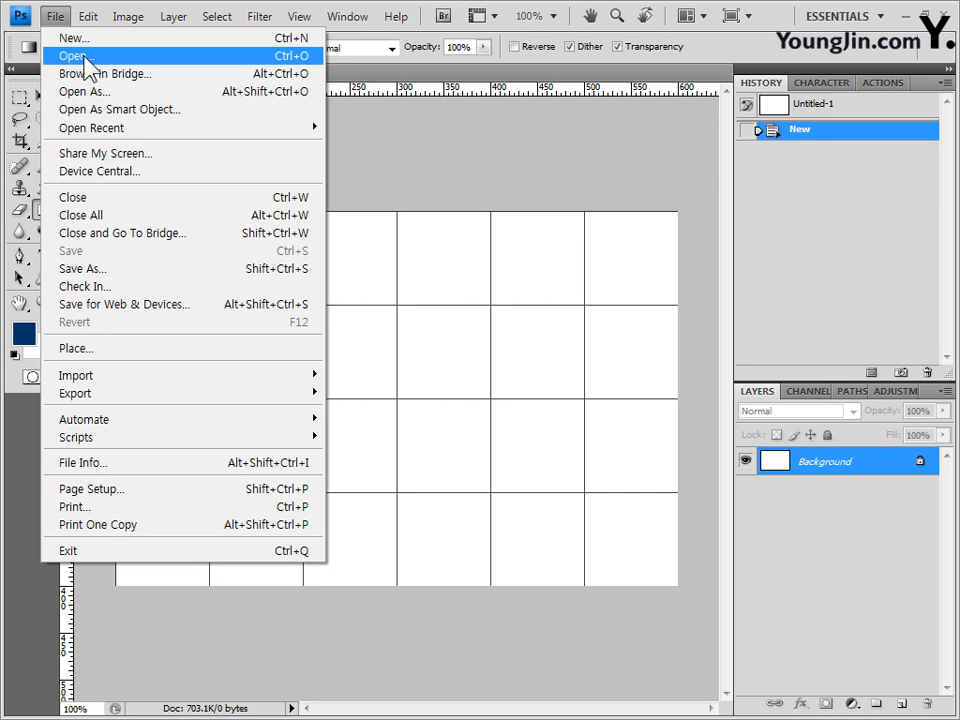 Ps File Edit Image Layer Select Filter View Window Help Br 100% ESSENTIALS
YoungJin.com Y.
Opacity: 100% Reverse Dither Transparency
New... Ctrl+N
Open... Ctrl+O
Browse in Bridge... Alt+Ctrl+O
Open As... Alt+Shift+Ctrl+O
Open As Smart Object...
Open Recent
Share My Screen...
Device Central...
Close Ctrl+W
Close All Alt+Ctrl+W
Close and Go To Bridge... Shift+Ctrl+W
Save Ctrl+S
Save As... Shift+Ctrl+S
Check In...
Save for Web & Devices... Alt+Shift+Ctrl+S
Revert F12
Place...
Import
Export
Automate
Scripts
File Info... Alt+Shift+Ctrl+I
Page Setup... Shift+Ctrl+P
Print... Ctrl+P
Print One Copy Alt+Shift+Ctrl+P
Exit Ctrl+Q
250 300 350 400 450 500 550 600
400
450
500
100% Doc: 703.1K/0 bytes
HISTORY CHARACTER ACTIONS
Untitled-1
New
LAYERS CHANNEL PATHS ADJUSTM
Normal Opacity: 100%
Lock: Fill: 100%
Background